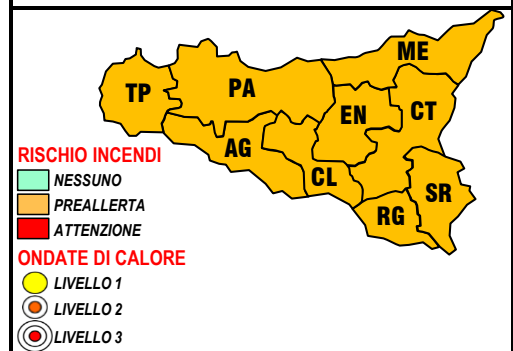 ME
TP
PA
EN
CT
AG
CL
SR
RG
RISCHIO INCENDI
NESSUNO
PREALLERTA
ATTENZIONE
ONDATE DI CALORE
LIVELLO 1
LIVELLO 2
LIVELLO 3